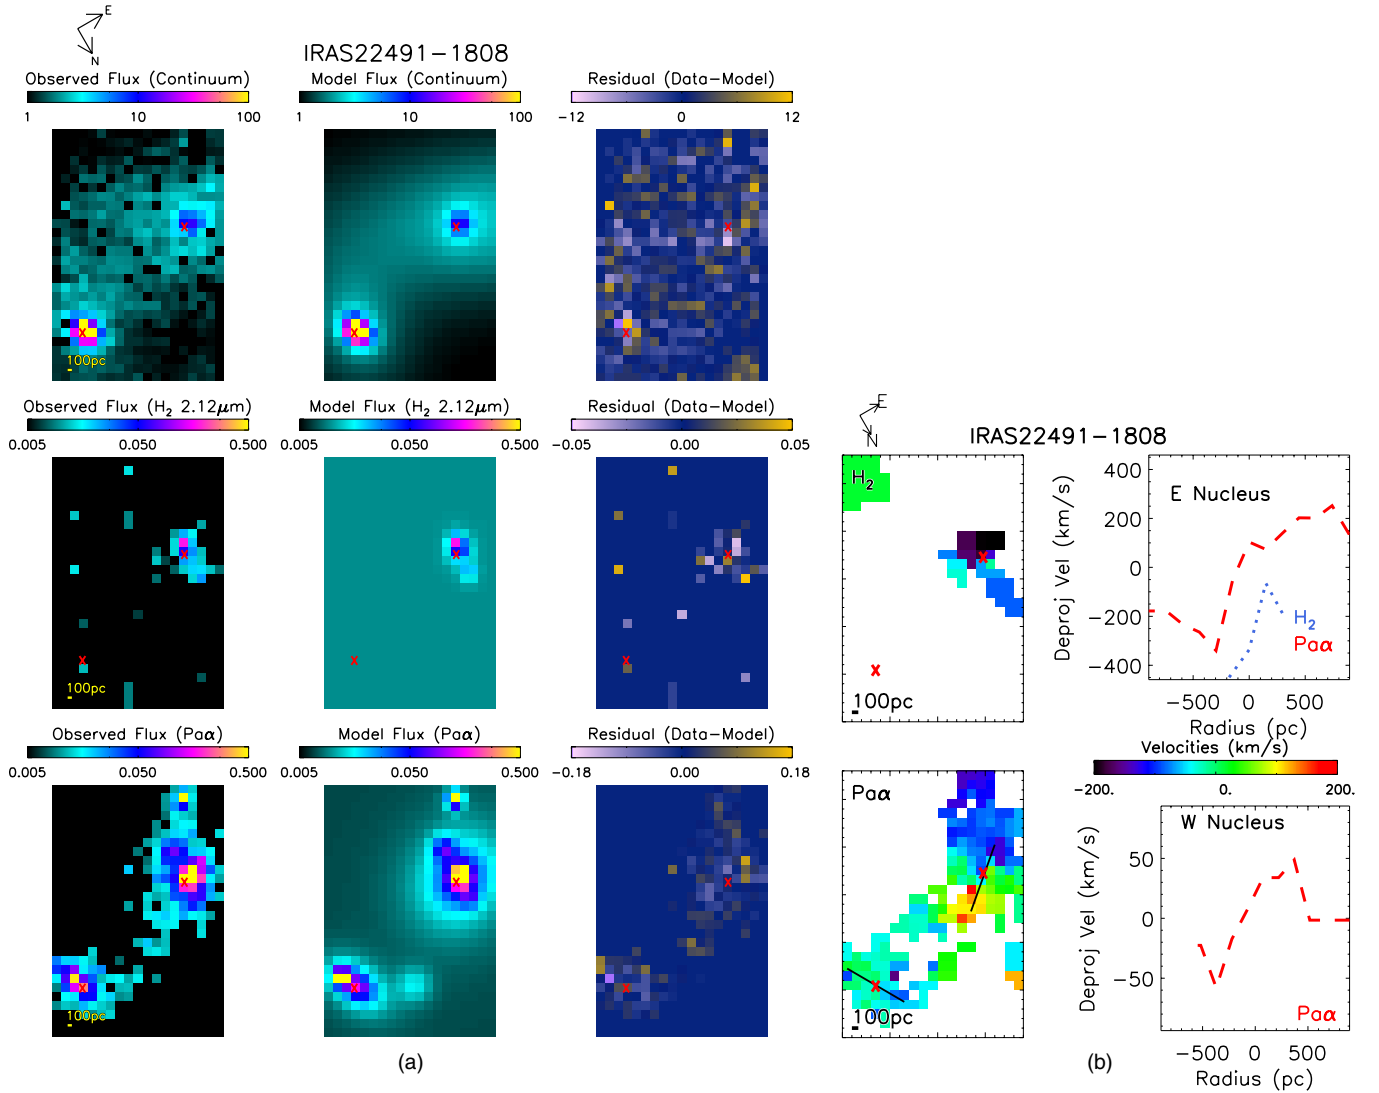 E
N
IRAS22491−1808
Observed Flux (Continuum)
Model Flux (Continuum)
Residual (Data−Model)
1 10 100
1 10 100
−12 0 12
100pc
Observed Flux (H₂ 2.12μm)
Model Flux (H₂ 2.12μm)
Residual (Data−Model)
0.005 0.050 0.500
0.005 0.050 0.500
−0.05 0.00 0.05
100pc
Observed Flux (Paα)
Model Flux (Paα)
Residual (Data−Model)
0.005 0.050 0.500
0.005 0.050 0.500
−0.18 0.00 0.18
100pc
(a)
E
N
IRAS22491−1808
H₂
100pc
E Nucleus
H₂
Paα
400
200
0
−200
−400
Deproj Vel (km/s)
−500 0 500
Radius (pc)
Velocities (km/s)
−200. 0. 200.
Paα
100pc
W Nucleus
Paα
50
0
−50
Deproj Vel (km/s)
−500 0 500
Radius (pc)
(b)